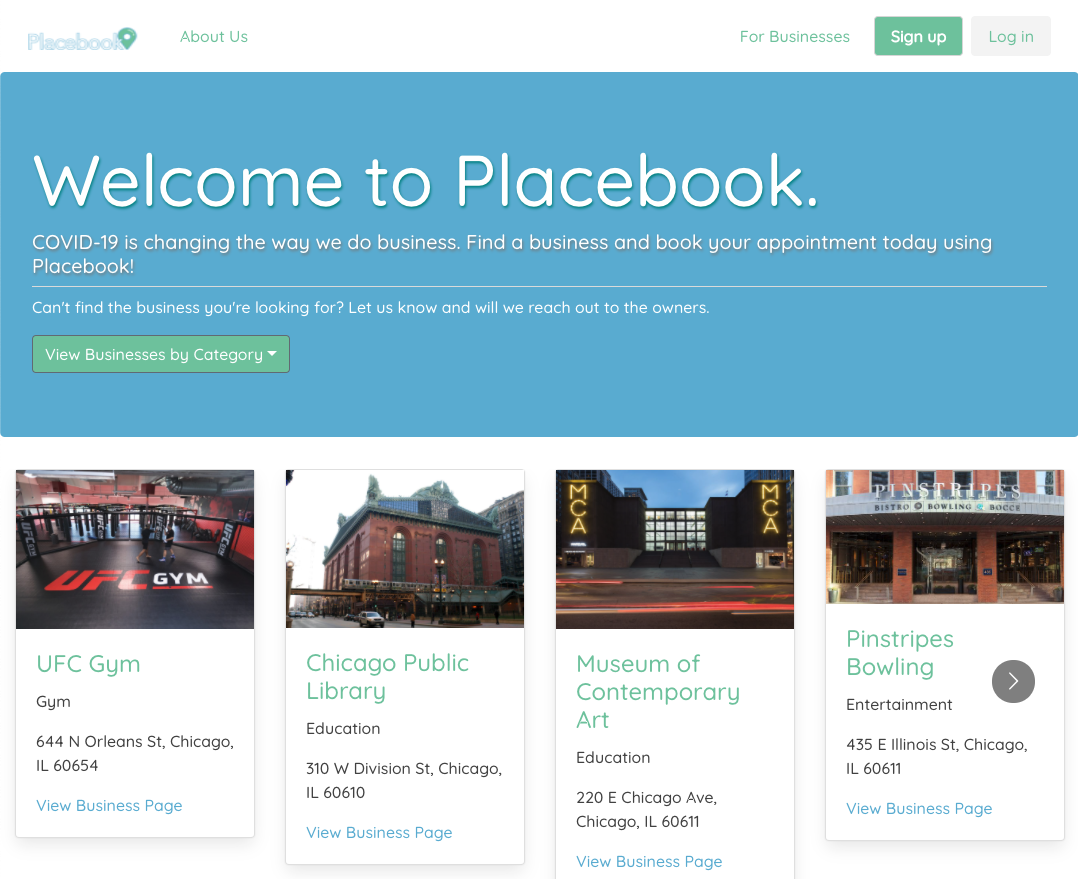 Placebook
About Us
For Businesses
Sign up
Log in
Welcome to Placebook.
COVID-19 is changing the way we do business. Find a business and book your appointment today using
Placebook!
Can't find the business you're looking for? Let us know and will we reach out to the owners.
View Businesses by Category
UFC GYM
UFC Gym
Gym
644 N Orleans St, Chicago,
IL 60654
View Business Page
Chicago Public
Library
Education
310 W Division St, Chicago,
IL 60610
View Business Page
MCA
MCA
Museum of
Contemporary
Art
Education
220 E Chicago Ave,
Chicago, IL 60611
View Business Page
PINSTRIPES
BISTRO BOWLING BOCCE
Pinstripes
Bowling
Entertainment
435 E Illinois St, Chicago,
IL 60611
View Business Page